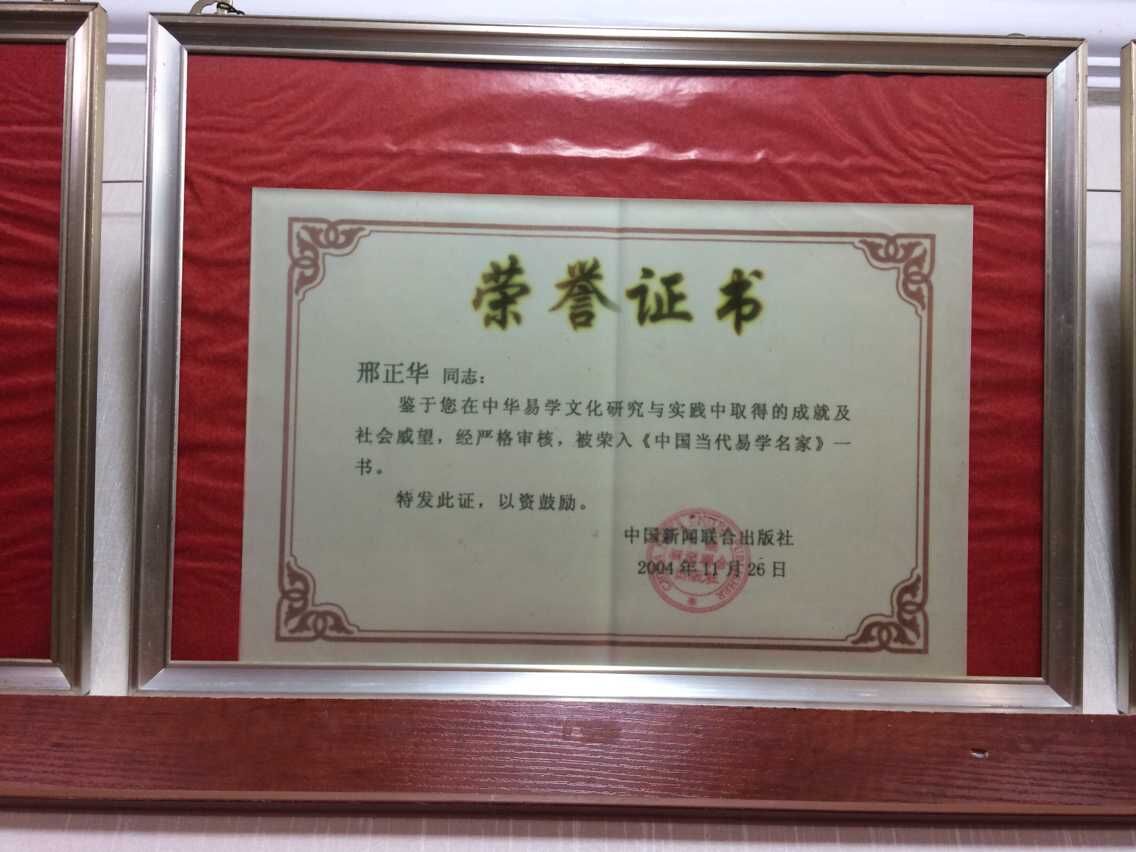 荣誉证书
邢正华 同志：
鉴于您在中华易学文化研究与实践中取得的成就及
社会威望，经严格审核，被荣入《中国当代易学名家》一
书。
特发此证，以资鼓励。
中国新闻联合出版社
2004年11月26日